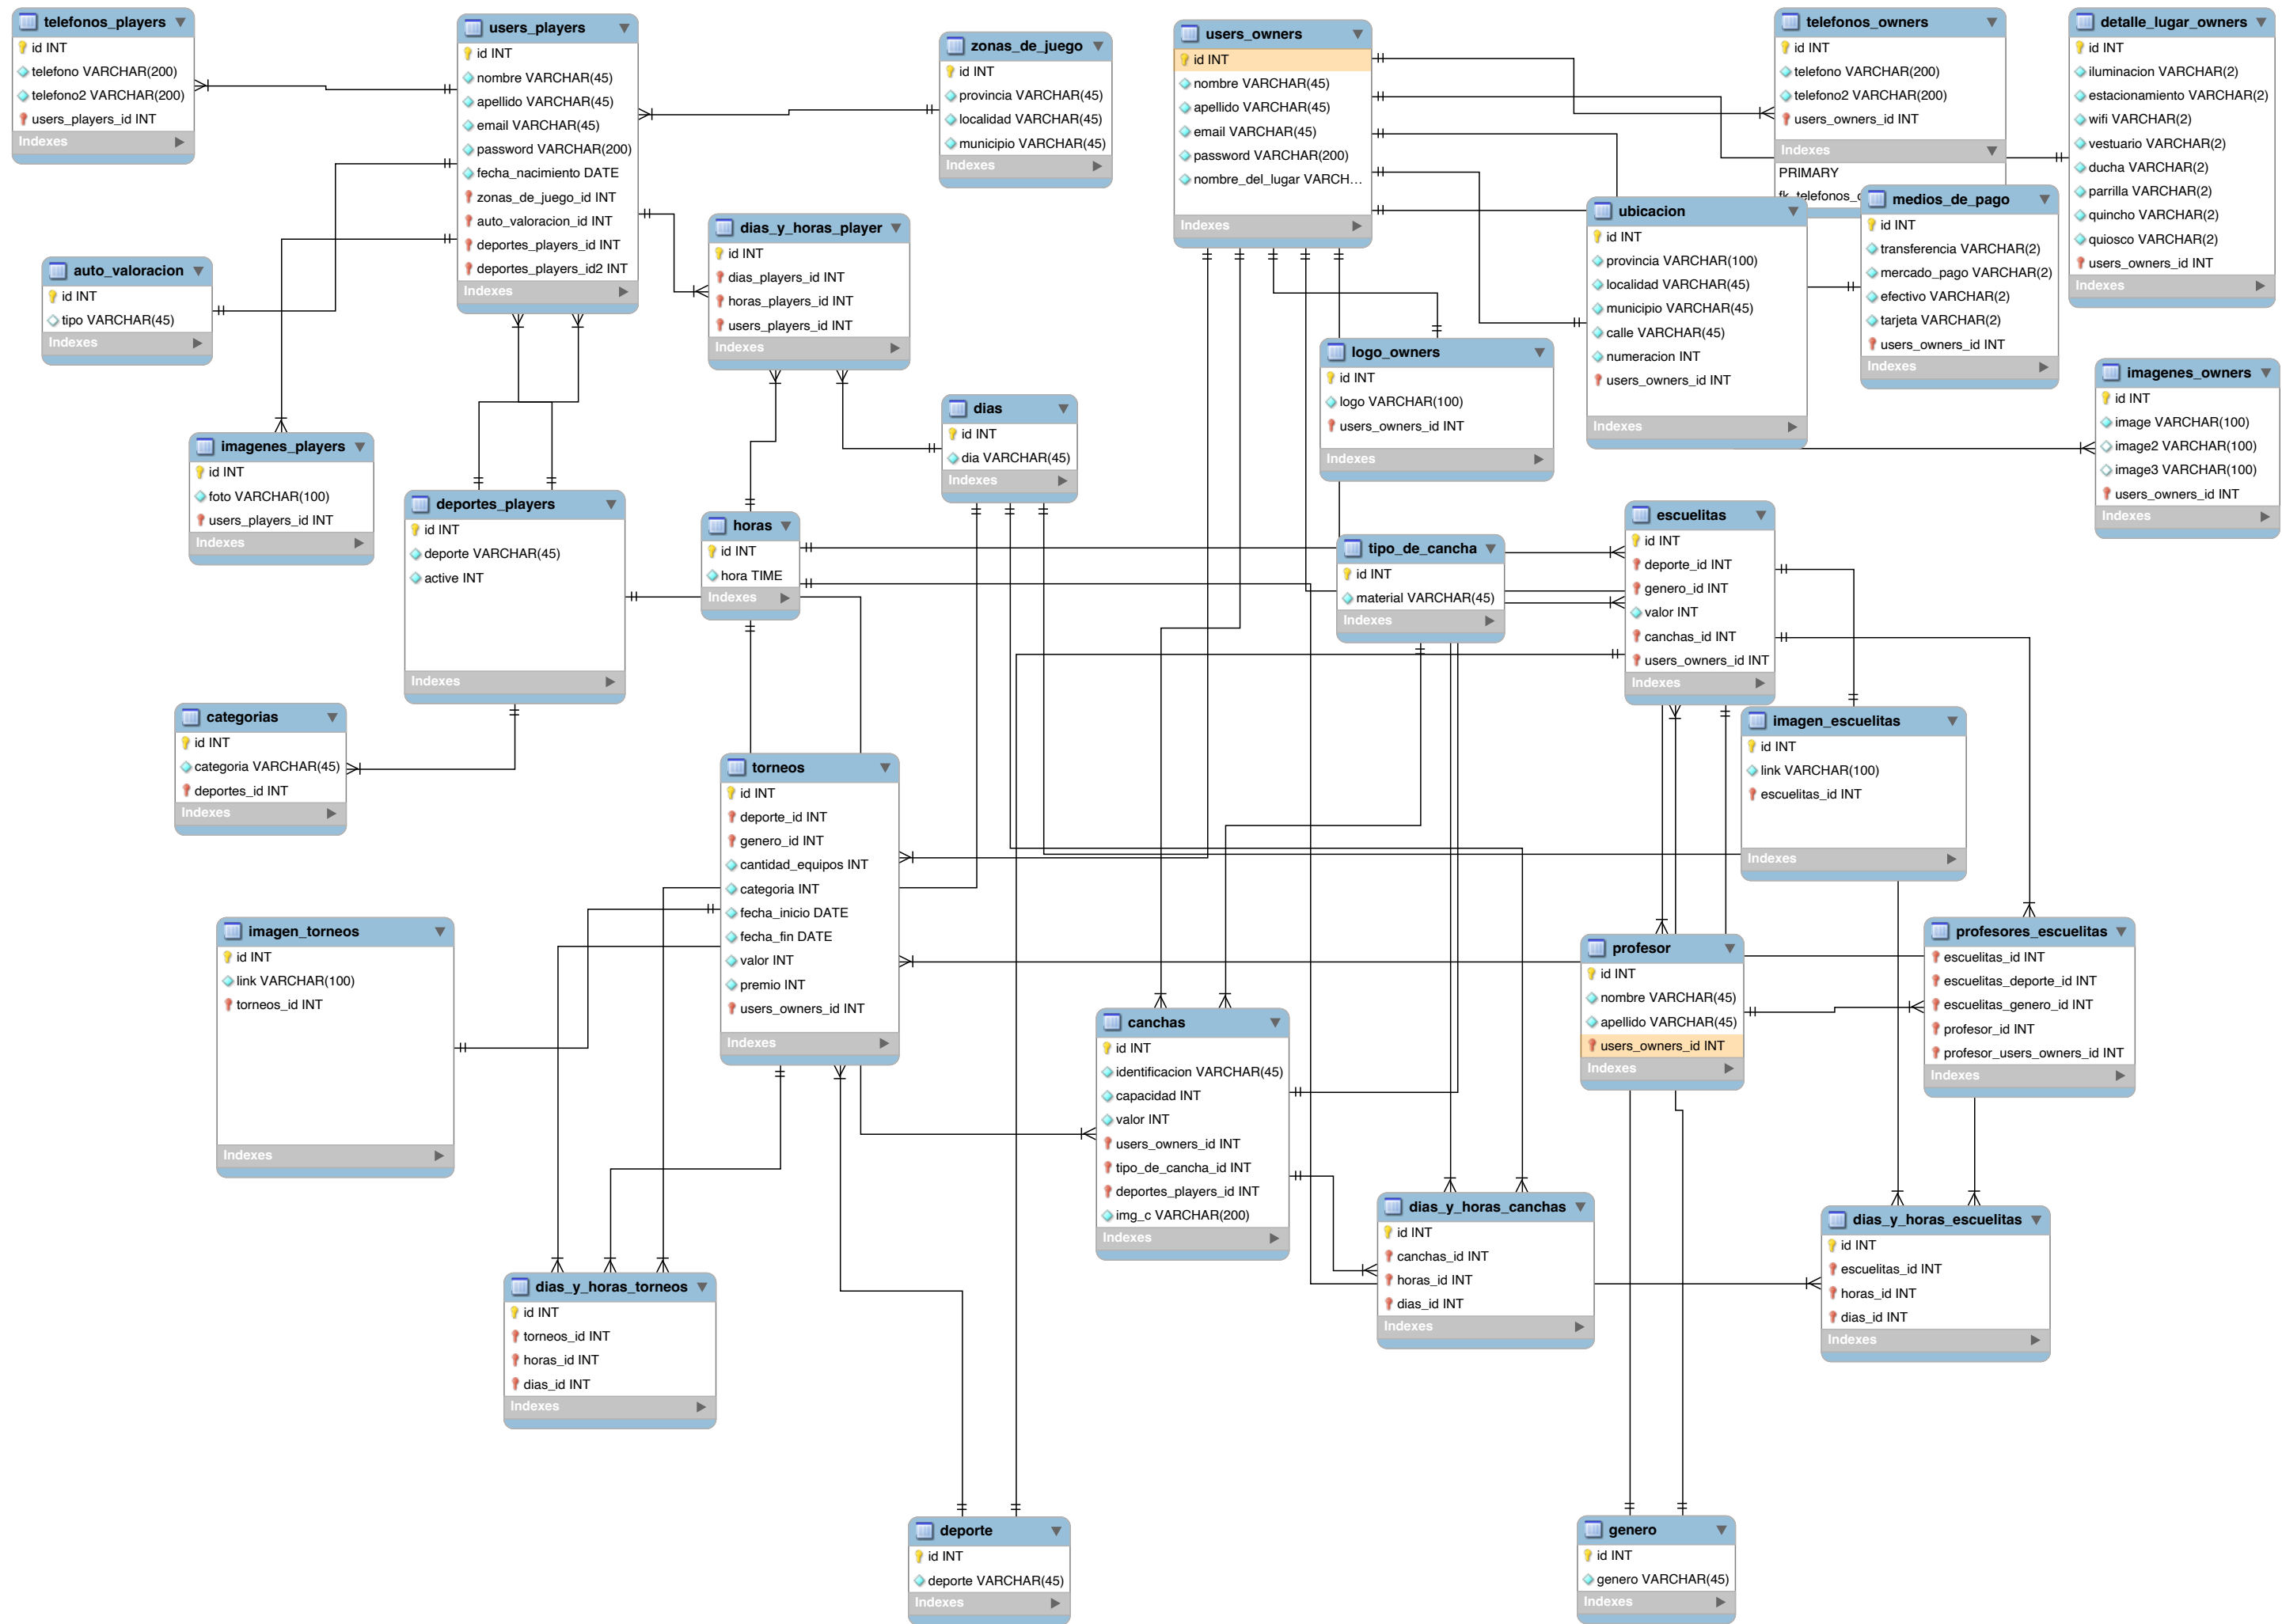 telefonos_players
id INT
telefono VARCHAR(200)
telefono2 VARCHAR(200)
users_players_id INT
Indexes
users_players
id INT
nombre VARCHAR(45)
apellido VARCHAR(45)
email VARCHAR(45)
password VARCHAR(200)
fecha_nacimiento DATE
zonas_de_juego_id INT
auto_valoracion_id INT
deportes_players_id INT
deportes_players_id2 INT
Indexes
zonas_de_juego
id INT
provincia VARCHAR(45)
localidad VARCHAR(45)
municipio VARCHAR(45)
Indexes
users_owners
id INT
nombre VARCHAR(45)
apellido VARCHAR(45)
email VARCHAR(45)
password VARCHAR(200)
nombre_del_lugar VARCH...
Indexes
telefonos_owners
id INT
telefono VARCHAR(200)
telefono2 VARCHAR(200)
users_owners_id INT
Indexes
PRIMARY
fk_telefonos_
detalle_lugar_owners
id INT
iluminacion VARCHAR(2)
estacionamiento VARCHAR(2)
wifi VARCHAR(2)
vestuario VARCHAR(2)
ducha VARCHAR(2)
parrilla VARCHAR(2)
quincho VARCHAR(2)
quiosco VARCHAR(2)
users_owners_id INT
Indexes
medios_de_pago
id INT
transferencia VARCHAR(2)
mercado_pago VARCHAR(2)
efectivo VARCHAR(2)
tarjeta VARCHAR(2)
users_owners_id INT
Indexes
ubicacion
id INT
provincia VARCHAR(100)
localidad VARCHAR(45)
municipio VARCHAR(45)
calle VARCHAR(45)
numeracion INT
users_owners_id INT
Indexes
dias_y_horas_player
id INT
dias_players_id INT
horas_players_id INT
users_players_id INT
Indexes
auto_valoracion
id INT
tipo VARCHAR(45)
Indexes
logo_owners
id INT
logo VARCHAR(100)
users_owners_id INT
Indexes
imagenes_owners
id INT
image VARCHAR(100)
image2 VARCHAR(100)
image3 VARCHAR(100)
users_owners_id INT
Indexes
dias
id INT
dia VARCHAR(45)
Indexes
imagenes_players
id INT
foto VARCHAR(100)
users_players_id INT
Indexes
deportes_players
id INT
deporte VARCHAR(45)
active INT
Indexes
horas
id INT
hora TIME
Indexes
tipo_de_cancha
id INT
material VARCHAR(45)
Indexes
escuelitas
id INT
deporte_id INT
genero_id INT
valor INT
canchas_id INT
users_owners_id INT
Indexes
categorias
id INT
categoria VARCHAR(45)
deportes_id INT
Indexes
imagen_escuelitas
id INT
link VARCHAR(100)
escuelitas_id INT
Indexes
torneos
id INT
deporte_id INT
genero_id INT
cantidad_equipos INT
categoria INT
fecha_inicio DATE
fecha_fin DATE
valor INT
premio INT
users_owners_id INT
Indexes
imagen_torneos
id INT
link VARCHAR(100)
torneos_id INT
Indexes
profesor
id INT
nombre VARCHAR(45)
apellido VARCHAR(45)
users_owners_id INT
Indexes
profesores_escuelitas
escuelitas_id INT
escuelitas_deporte_id INT
escuelitas_genero_id INT
profesor_id INT
profesor_users_owners_id INT
Indexes
canchas
id INT
identificacion VARCHAR(45)
capacidad INT
valor INT
users_owners_id INT
tipo_de_cancha_id INT
deportes_players_id INT
img_c VARCHAR(200)
Indexes
dias_y_horas_canchas
id INT
canchas_id INT
horas_id INT
dias_id INT
Indexes
dias_y_horas_escuelitas
id INT
escuelitas_id INT
horas_id INT
dias_id INT
Indexes
dias_y_horas_torneos
id INT
torneos_id INT
horas_id INT
dias_id INT
Indexes
deporte
id INT
deporte VARCHAR(45)
Indexes
genero
id INT
genero VARCHAR(45)
Indexes